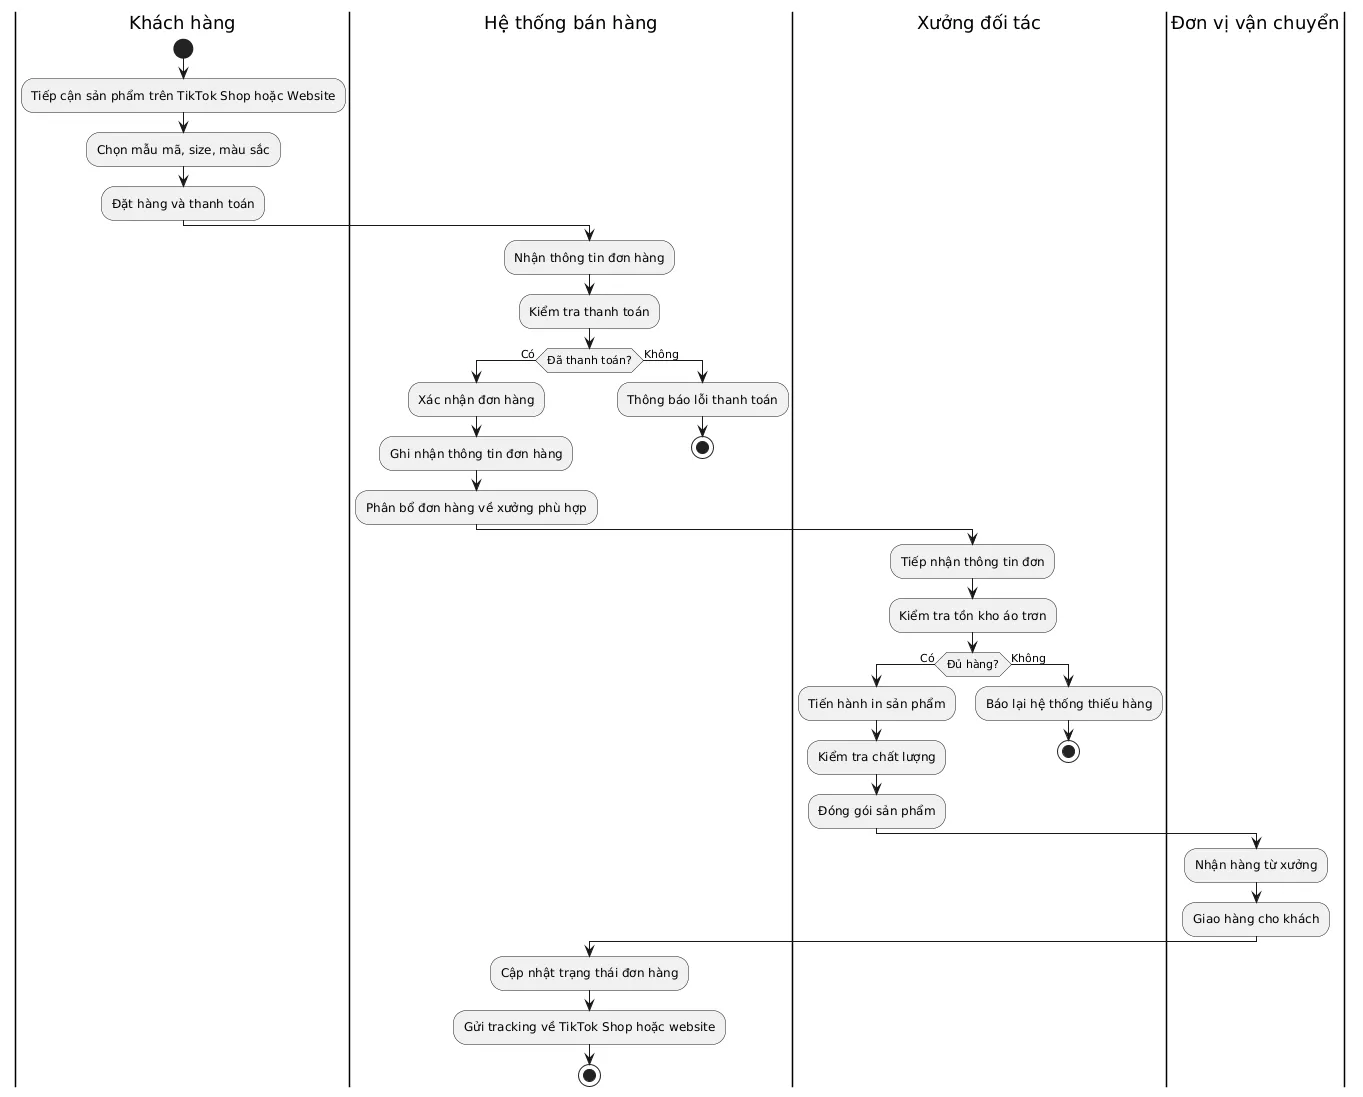 Khách hàng
Hệ thống bán hàng
Xưởng đối tác
Đơn vị vận chuyển
Tiếp cận sản phẩm trên TikTok Shop hoặc Website
Chọn mẫu mã, size, màu sắc
Đặt hàng và thanh toán
Nhận thông tin đơn hàng
Kiểm tra thanh toán
Có
Đã thanh toán?
Không
Xác nhận đơn hàng
Thông báo lỗi thanh toán
Ghi nhận thông tin đơn hàng
Phân bổ đơn hàng về xưởng phù hợp
Tiếp nhận thông tin đơn
Kiểm tra tồn kho áo trơn
Có
Đủ hàng?
Không
Tiến hành in sản phẩm
Báo lại hệ thống thiếu hàng
Kiểm tra chất lượng
Đóng gói sản phẩm
Nhận hàng từ xưởng
Giao hàng cho khách
Cập nhật trạng thái đơn hàng
Gửi tracking về TikTok Shop hoặc website